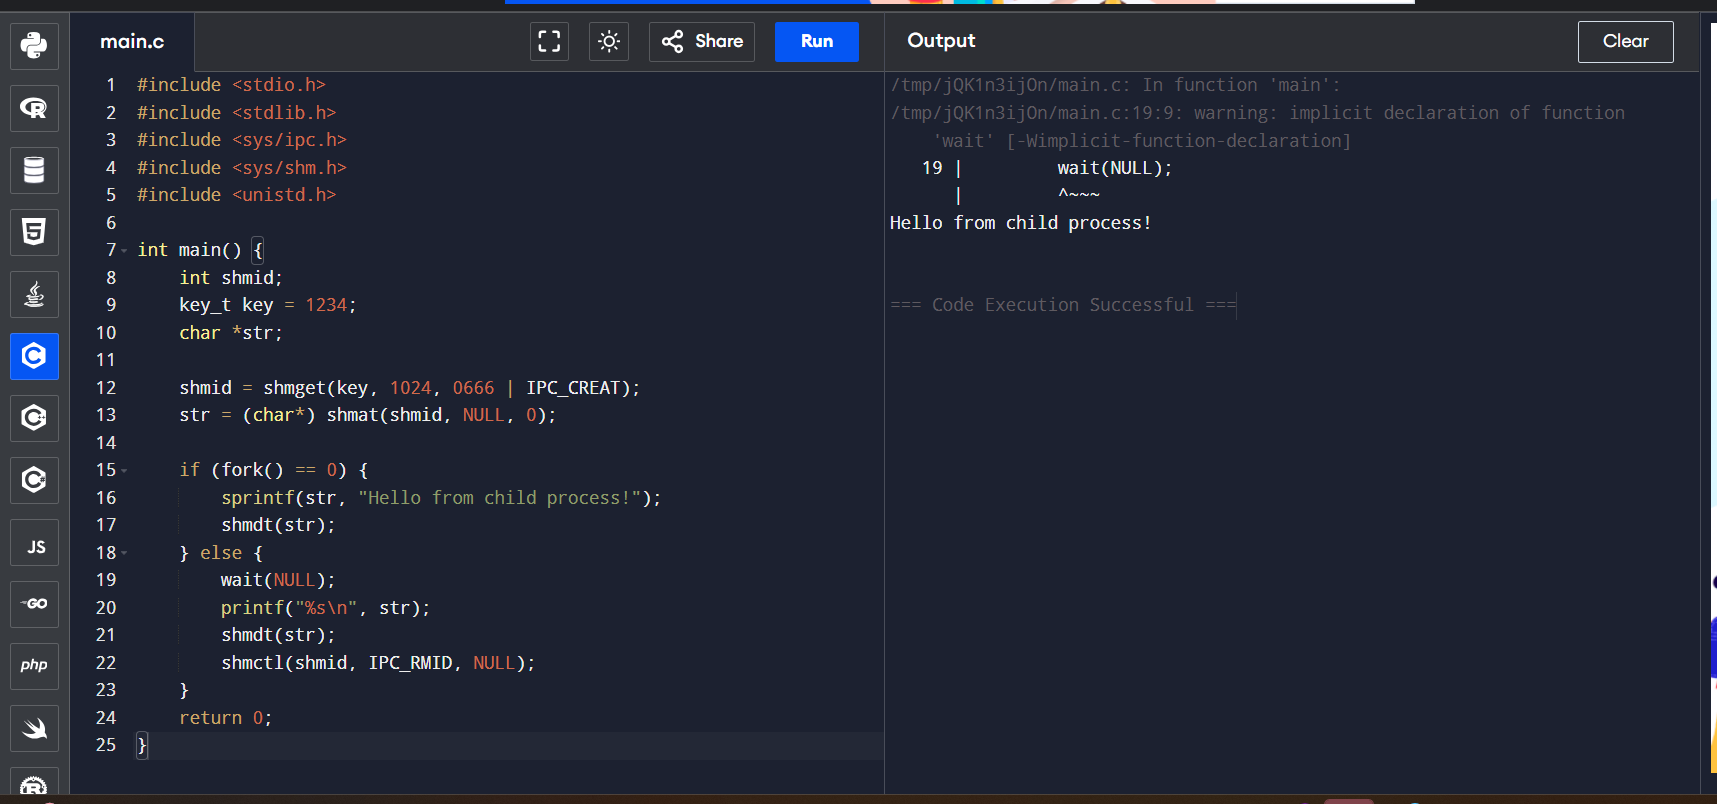 main.c
Share
Run
Output
Clear
1 #include <stdio.h>
2 #include <stdlib.h>
3 #include <sys/ipc.h>
4 #include <sys/shm.h>
5 #include <unistd.h>
6
7 int main() {
8     int shmid;
9     key_t key = 1234;
10     char *str;
11
12     shmid = shmget(key, 1024, 0666 | IPC_CREAT);
13     str = (char*) shmat(shmid, NULL, 0);
14
15     if (fork() == 0) {
16         sprintf(str, "Hello from child process!");
17         shmdt(str);
18     } else {
19         wait(NULL);
20         printf("%s\n", str);
21         shmdt(str);
22         shmctl(shmid, IPC_RMID, NULL);
23     }
24     return 0;
25 }
/tmp/jQK1n3ijOn/main.c: In function 'main':
/tmp/jQK1n3ijOn/main.c:19:9: warning: implicit declaration of function
    'wait' [-Wimplicit-function-declaration]
   19 |         wait(NULL);
      |         ^~~~
Hello from child process!
=== Code Execution Successful ===
R
5
C
C++
C#
JS
GO
php
R